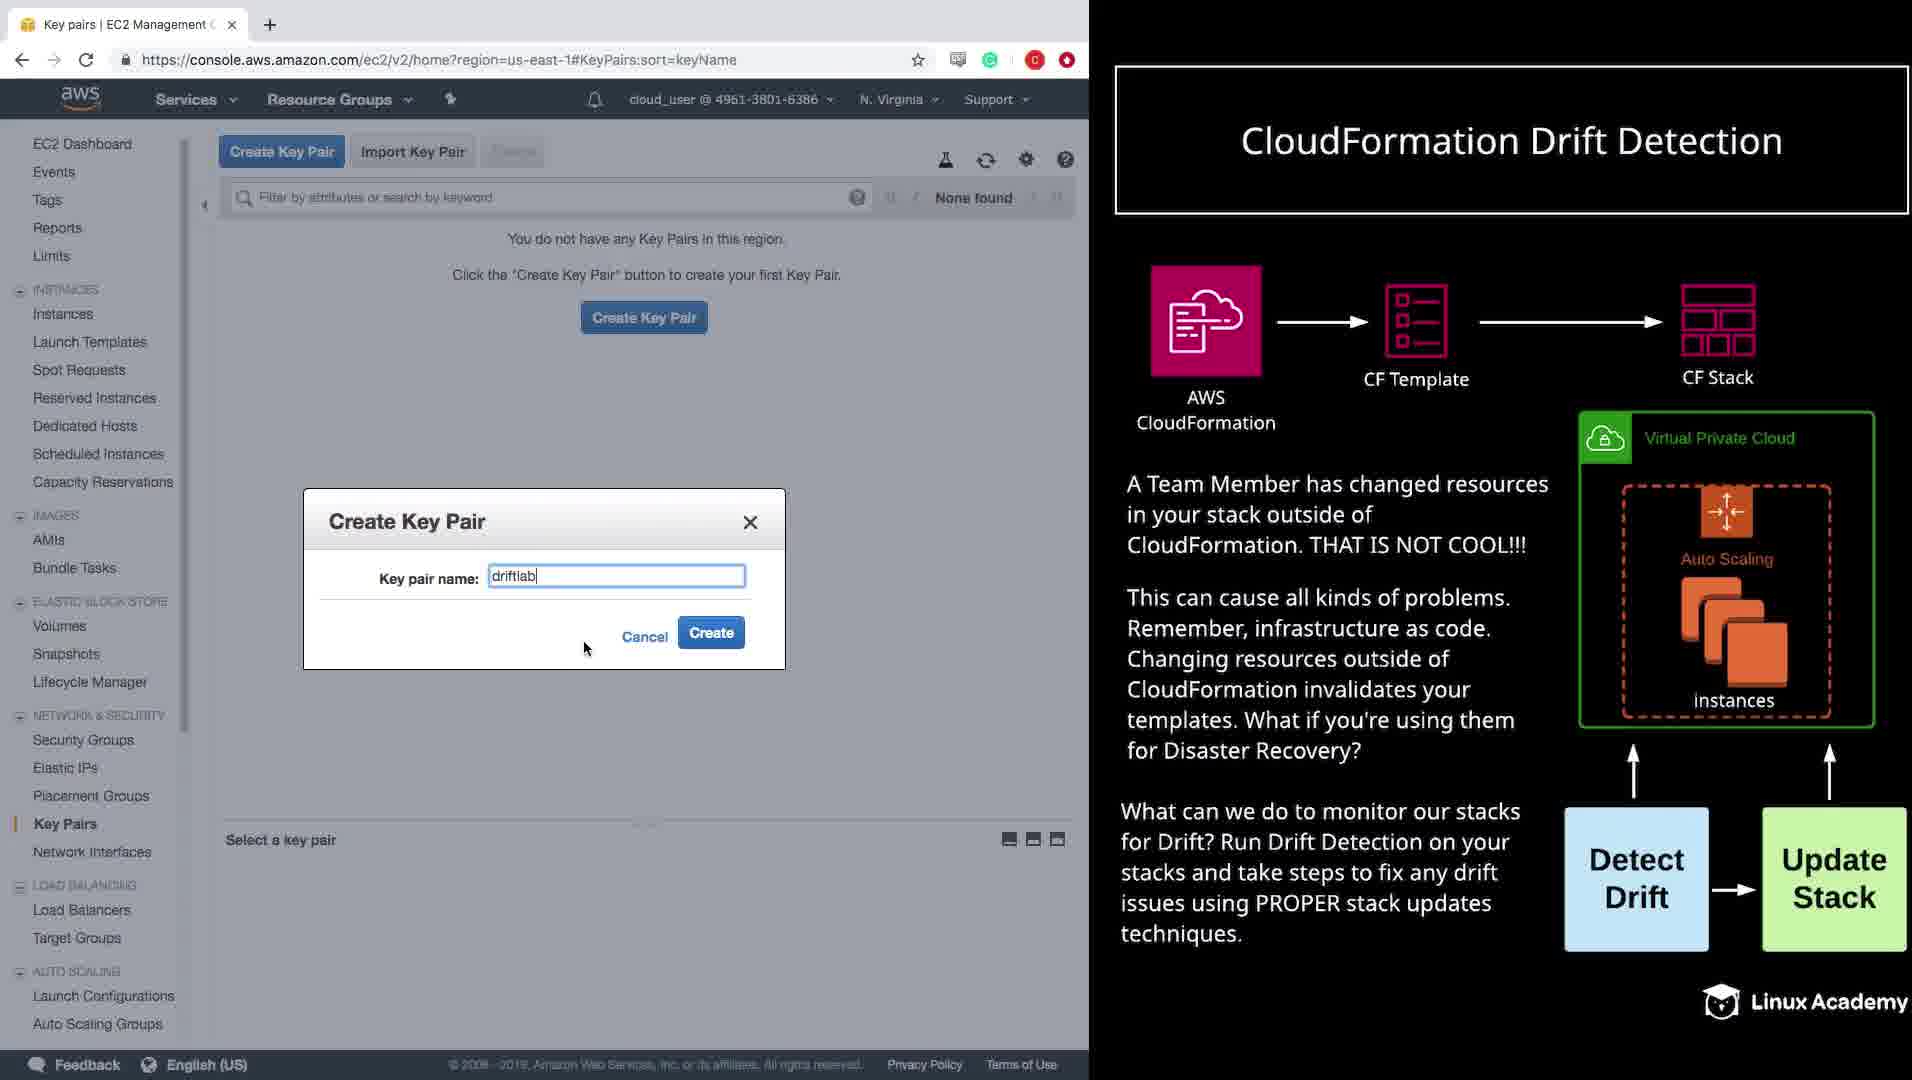 Key pairs | EC2 Management C
https://console.aws.amazon.com/ec2/v2/home?region=us-east-1#KeyPairs:sort=keyName
aws
Services
Resource Groups
cloud_user @ 4961-3801-6386
N. Virginia
Support
EC2 Dashboard
Events
Tags
Reports
Limits
INSTANCES
Instances
Launch Templates
Spot Requests
Reserved Instances
Dedicated Hosts
Scheduled Instances
Capacity Reservations
IMAGES
AMIs
Bundle Tasks
ELASTIC BLOCK STORE
Volumes
Snapshots
Lifecycle Manager
NETWORK & SECURITY
Security Groups
Elastic IPs
Placement Groups
Key Pairs
Network Interfaces
LOAD BALANCING
Load Balancers
Target Groups
AUTO SCALING
Launch Configurations
Auto Scaling Groups
Create Key Pair
Import Key Pair
Delete
Filter by attributes or search by keyword
None found
You do not have any Key Pairs in this region.
Click the "Create Key Pair" button to create your first Key Pair.
Create Key Pair
Create Key Pair
Key pair name:
driftlab
Cancel
Create
Select a key pair
Feedback
English (US)
© 2008 - 2019, Amazon Web Services, Inc. or its affiliates. All rights reserved.
Privacy Policy
Terms of Use
CloudFormation Drift Detection
AWS
CloudFormation
CF Template
CF Stack
Virtual Private Cloud
Auto Scaling
instances
A Team Member has changed resources
in your stack outside of
CloudFormation. THAT IS NOT COOL!!!
This can cause all kinds of problems.
Remember, infrastructure as code.
Changing resources outside of
CloudFormation invalidates your
templates. What if you're using them
for Disaster Recovery?
What can we do to monitor our stacks
for Drift? Run Drift Detection on your
stacks and take steps to fix any drift
issues using PROPER stack updates
techniques.
Detect
Drift
Update
Stack
Linux Academy